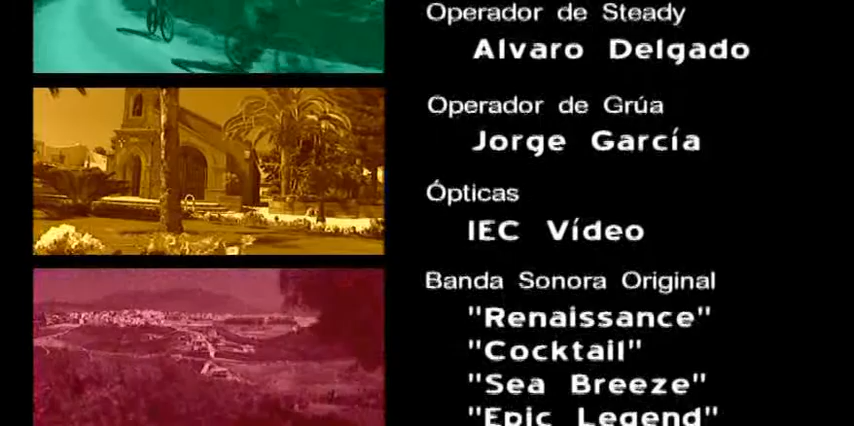 Operador de Steady
Alvaro Delgado
Operador de Grúa
Jorge García
Ópticas
IEC Vídeo
Banda Sonora Original
"Renaissance"
"Cocktail"
"Sea Breeze"
"Epic Legend"